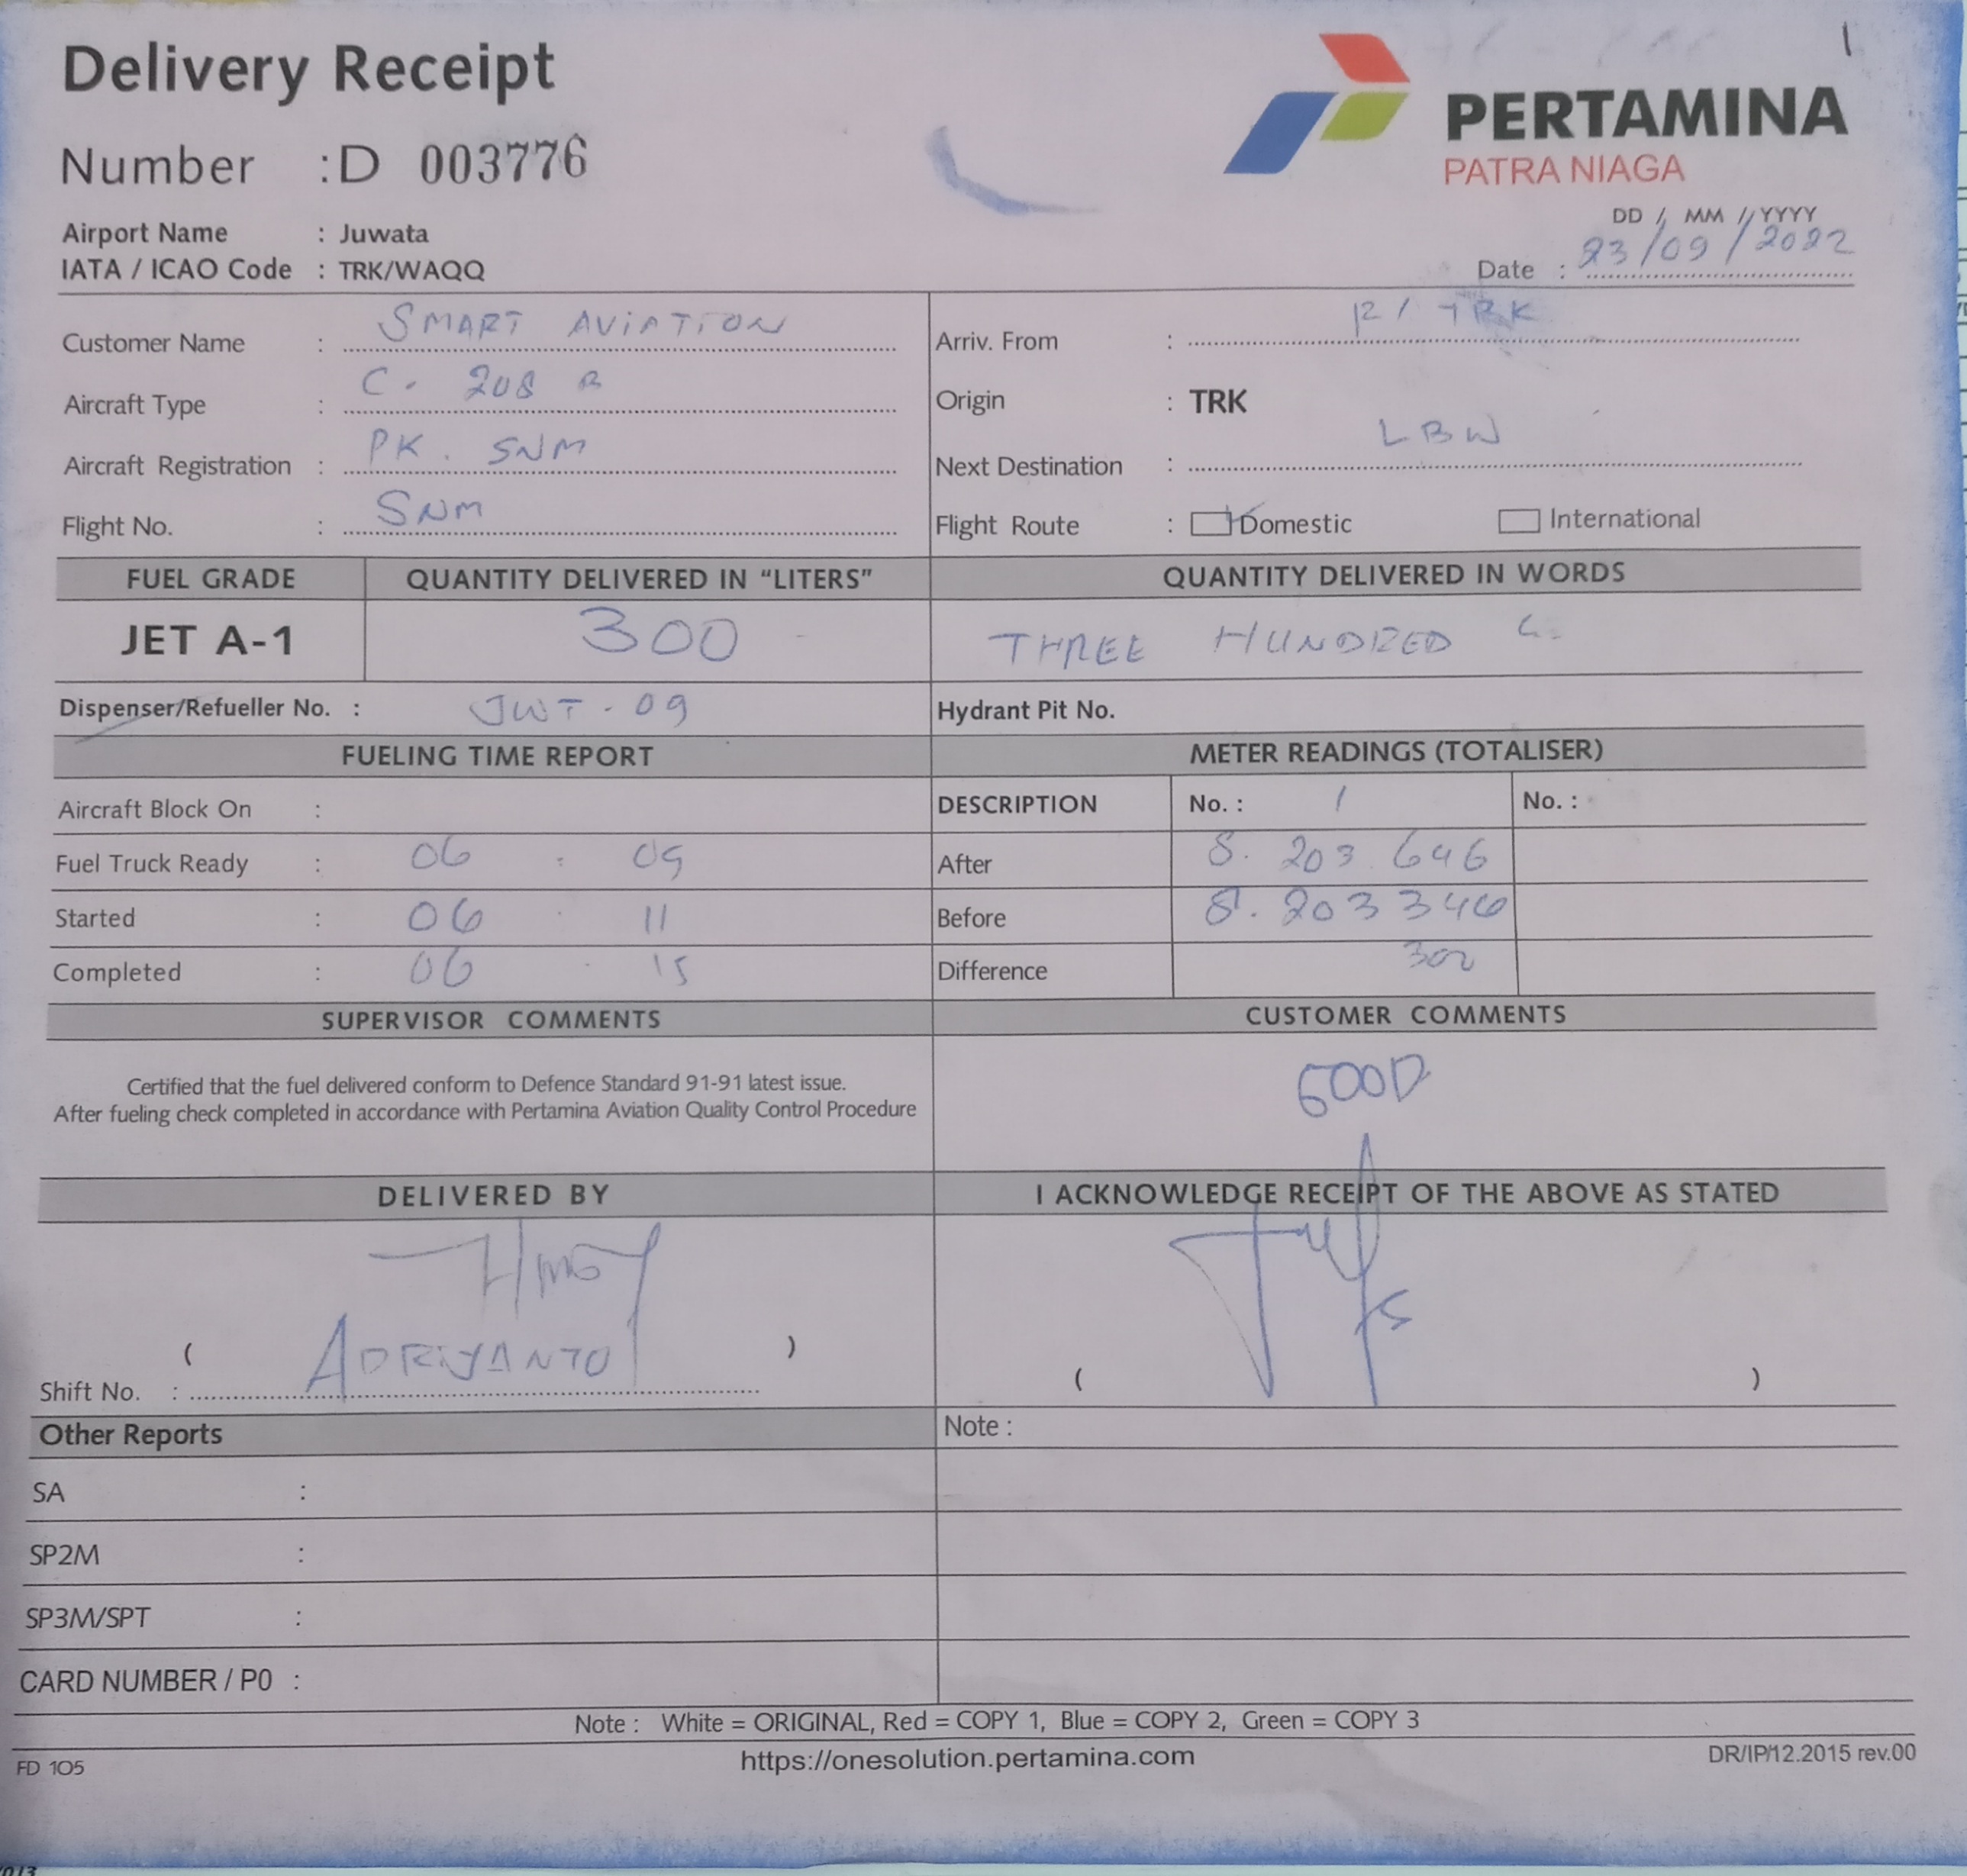 Delivery Receipt
PERTAMINA
PATRA NIAGA
Number :D 003776
Airport Name : Juwata
IATA / ICAO Code : TRK/WAQQ
DD / MM / YYYY
Date : 23/09/2022
Customer Name : SMART AVIATION
Arriv. From : R / TRK
Aircraft Type : C. 208 B
Origin : TRK
Aircraft Registration : PK. SNM
Next Destination : LBW
Flight No. : SNM
Flight Route : Domestic International
FUEL GRADE QUANTITY DELIVERED IN “LITERS” QUANTITY DELIVERED IN WORDS
JET A-1 300 THREE HUNDRED
Dispenser/Refueller No. : JWT - 09 Hydrant Pit No.
FUELING TIME REPORT METER READINGS (TOTALISER)
Aircraft Block On : DESCRIPTION No. : 1 No. :
Fuel Truck Ready : 06 : 09 After 8. 203. 646
Started : 06 : 11 Before 8. 203 346
Completed : 06 : 15 Difference 300
SUPERVISOR COMMENTS CUSTOMER COMMENTS
Certified that the fuel delivered conform to Defence Standard 91-91 latest issue.
After fueling check completed in accordance with Pertamina Aviation Quality Control Procedure
GOOD
DELIVERED BY I ACKNOWLEDGE RECEIPT OF THE ABOVE AS STATED
( ADRIYANTO ) ( )
Shift No. :
Other Reports Note :
SA :
SP2M :
SP3M/SPT :
CARD NUMBER / P0 :
Note : White = ORIGINAL, Red = COPY 1, Blue = COPY 2, Green = COPY 3
FD 105 https://onesolution.pertamina.com DR/IP/12.2015 rev.00